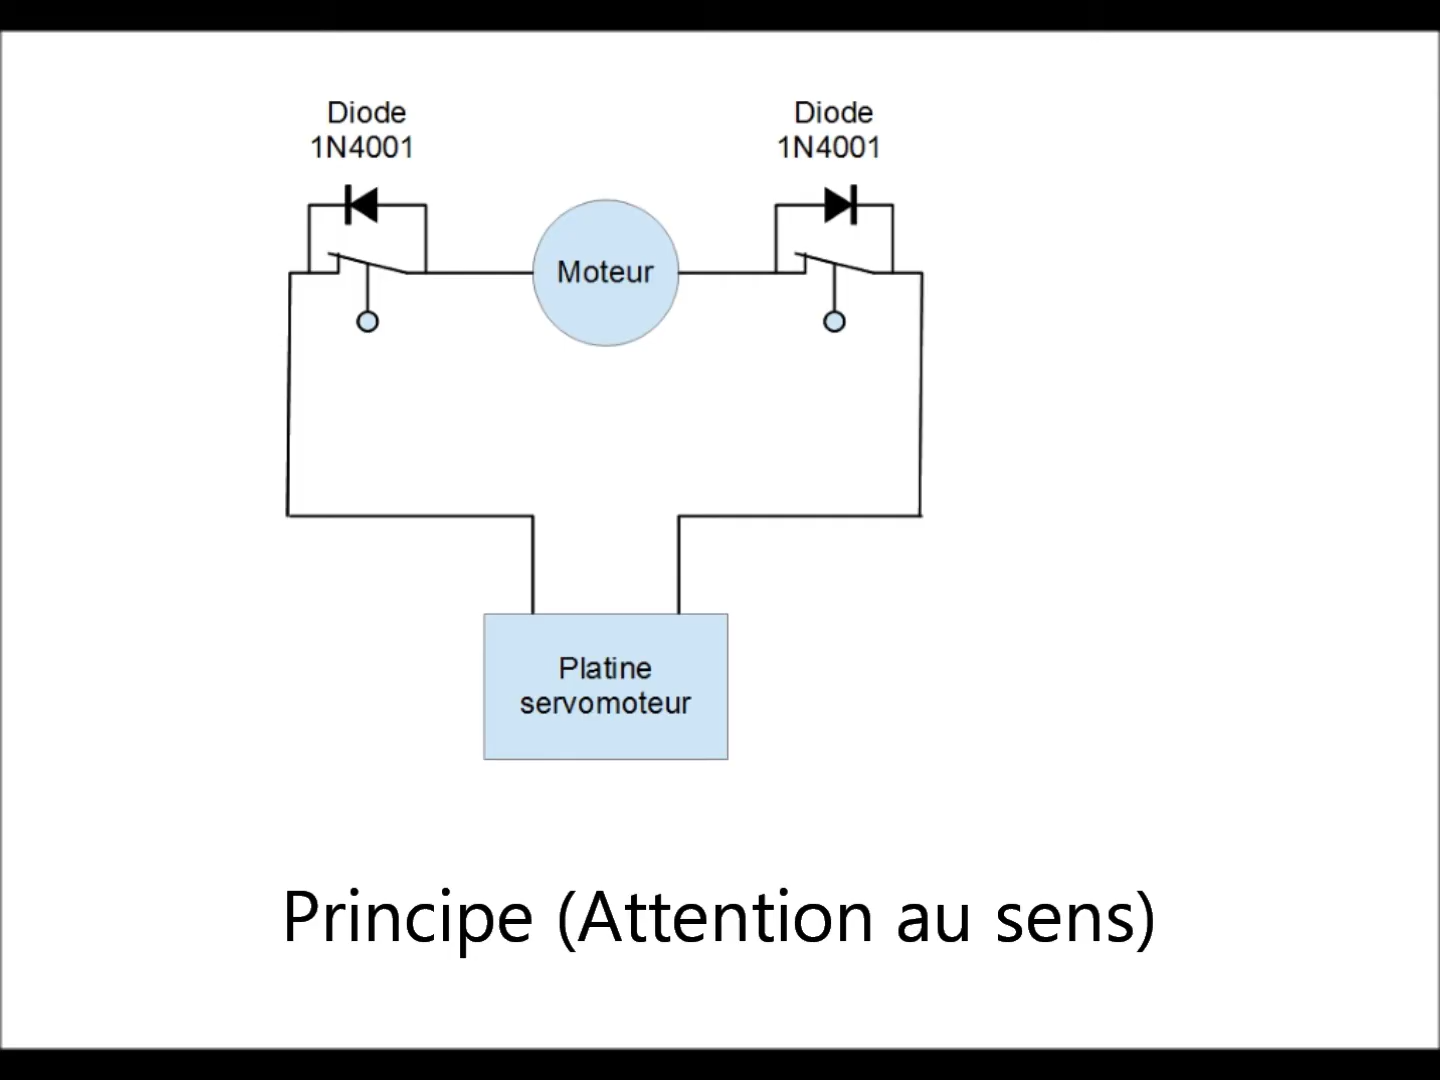 Diode
1N4001
Diode
1N4001
Moteur
Platine
servomoteur
Principe (Attention au sens)